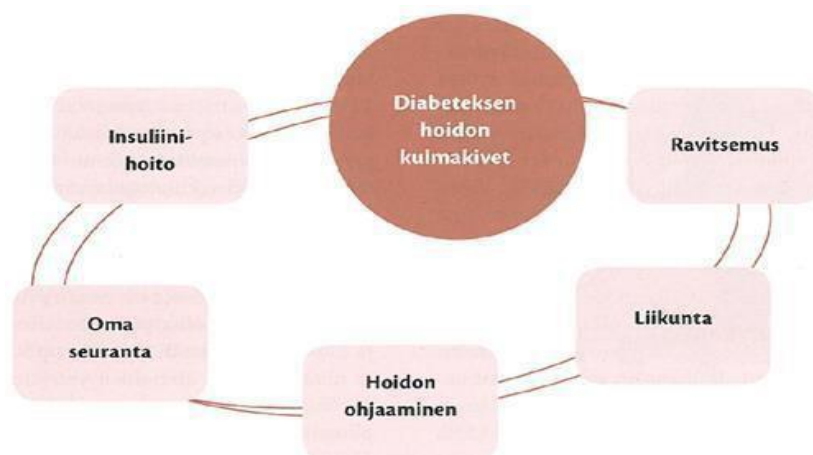 Diabeteksen
hoidon
kulmakivet
Ravitsemus
Liikunta
Hoidon
ohjaaminen
Oma
seuranta
Insuliini-
hoito